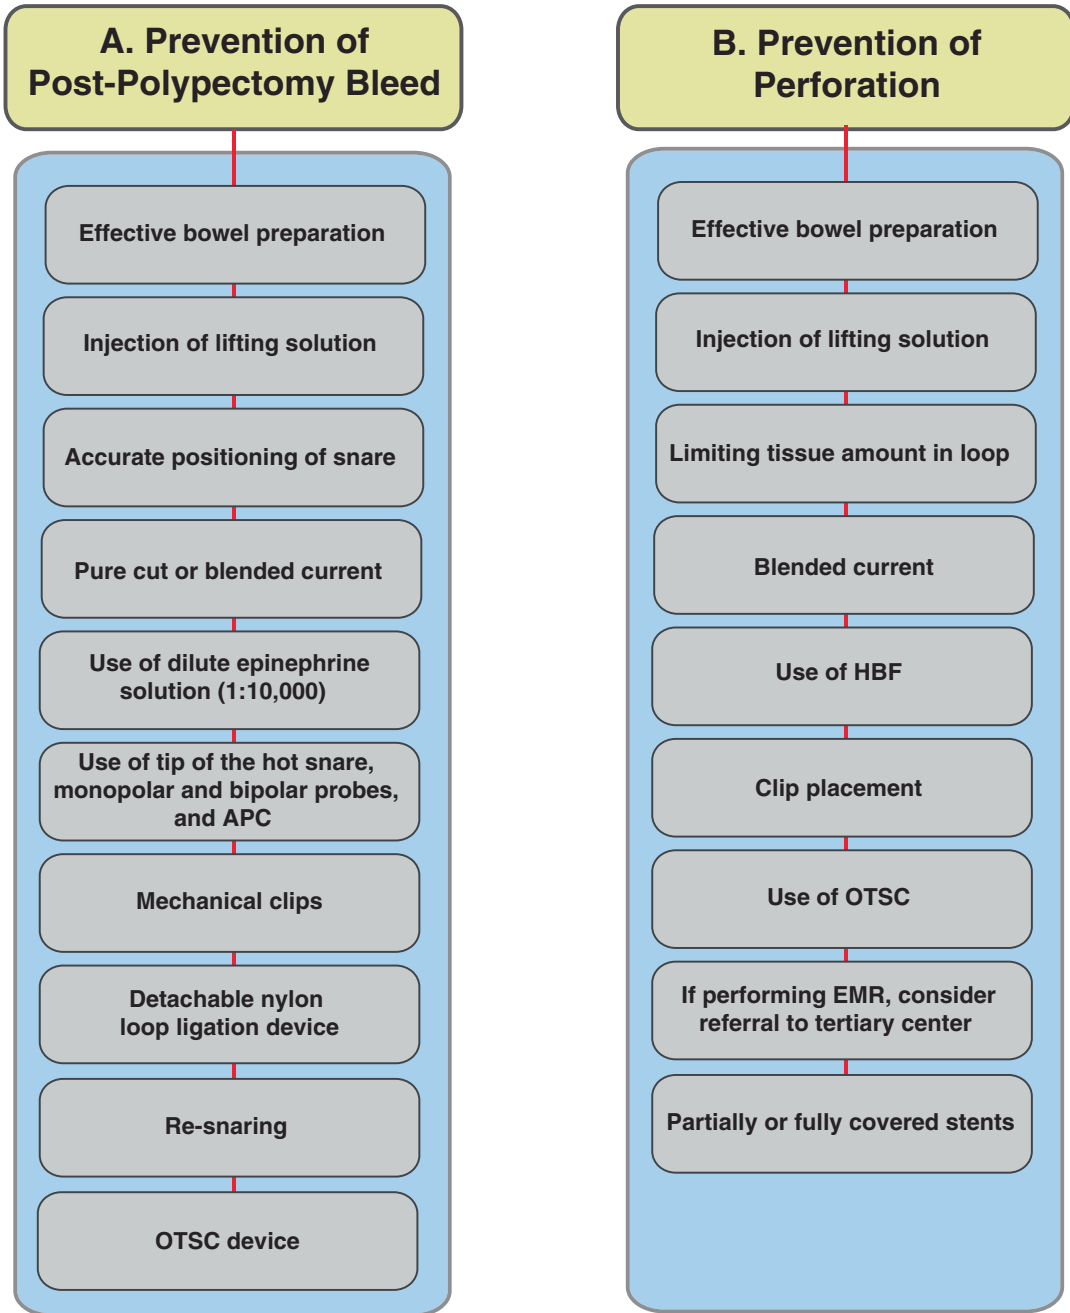 A. Prevention of
Post-Polypectomy Bleed
Effective bowel preparation
Injection of lifting solution
Accurate positioning of snare
Pure cut or blended current
Use of dilute epinephrine
solution (1:10,000)
Use of tip of the hot snare,
monopolar and bipolar probes,
and APC
Mechanical clips
Detachable nylon
loop ligation device
Re-snaring
OTSC device
B. Prevention of
Perforation
Effective bowel preparation
Injection of lifting solution
Limiting tissue amount in loop
Blended current
Use of HBF
Clip placement
Use of OTSC
If performing EMR, consider
referral to tertiary center
Partially or fully covered stents